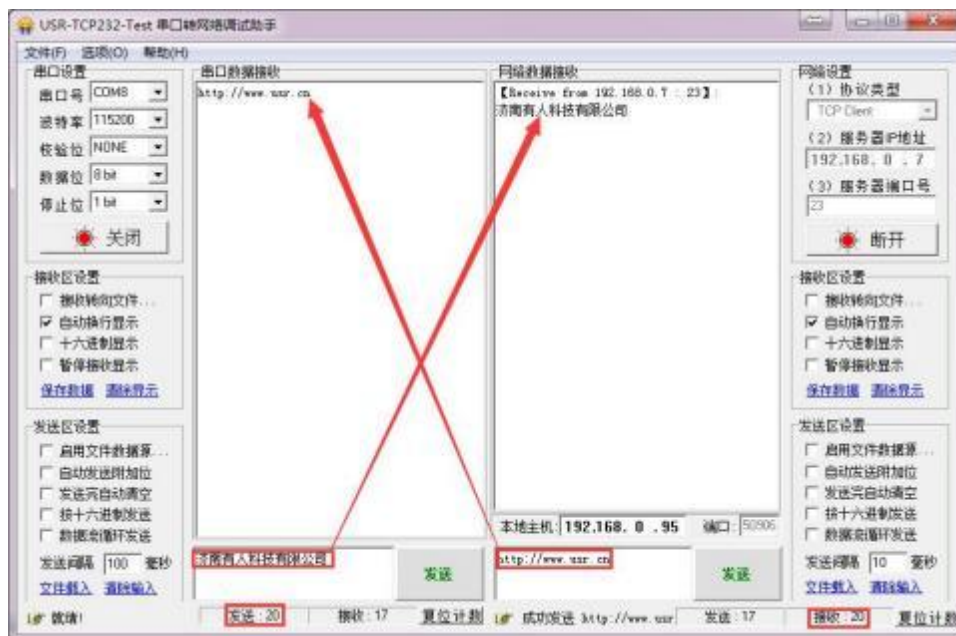 USR-TCP232-Test 串口转网络调试助手
文件(F) 选项(O) 帮助(H)
串口设置
串口号 COM8
波特率 115200
校验位 NONE
数据位 8 bit
停止位 1 bit
关闭
接收区设置
接收转向文件...
自动换行显示
十六进制显示
暂停接收显示
保存数据 清除显示
发送区设置
启用文件数据源...
自动发送附加位
发送完自动清空
按十六进制发送
数据流循环发送
发送间隔 100 毫秒
文件载入 清除输入
就绪!
串口数据接收
http://www.usr.cn
济南有人科技有限公司
发送
发送 : 20 接收 : 17 复位计数
网络数据接收
【Receive from 192.168.0.7 : 23】:
济南有人科技有限公司
本地主机: 192.168. 0 .95 端口: 50906
http://www.usr.cn
发送
成功发送 http://www.usr 发送 : 17 接收 : 20 复位计数
网络设置
(1) 协议类型
TCP Client
(2) 服务器IP地址
192.168. 0 . 7
(3) 服务器端口号
23
断开
接收区设置
接收转向文件...
自动换行显示
十六进制显示
暂停接收显示
保存数据 清除显示
发送区设置
启用文件数据源...
自动发送附加位
发送完自动清空
按十六进制发送
数据流循环发送
发送间隔 10 毫秒
文件载入 清除输入